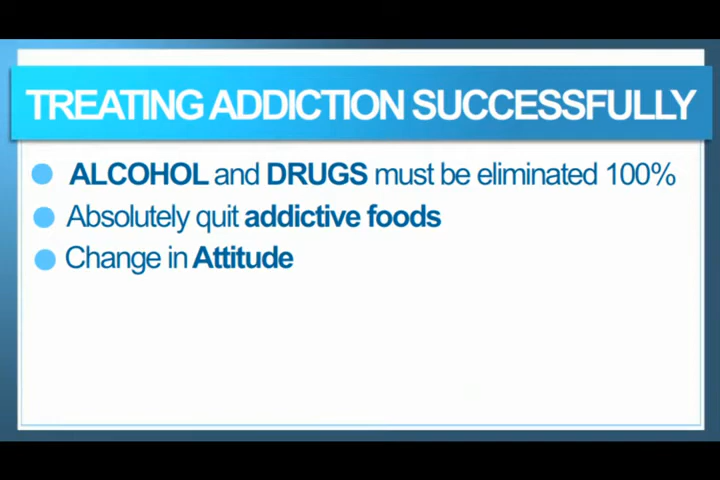 TREATING ADDICTION SUCCESSFULLY
ALCOHOL and DRUGS must be eliminated 100%
Absolutely quit addictive foods
Change in Attitude